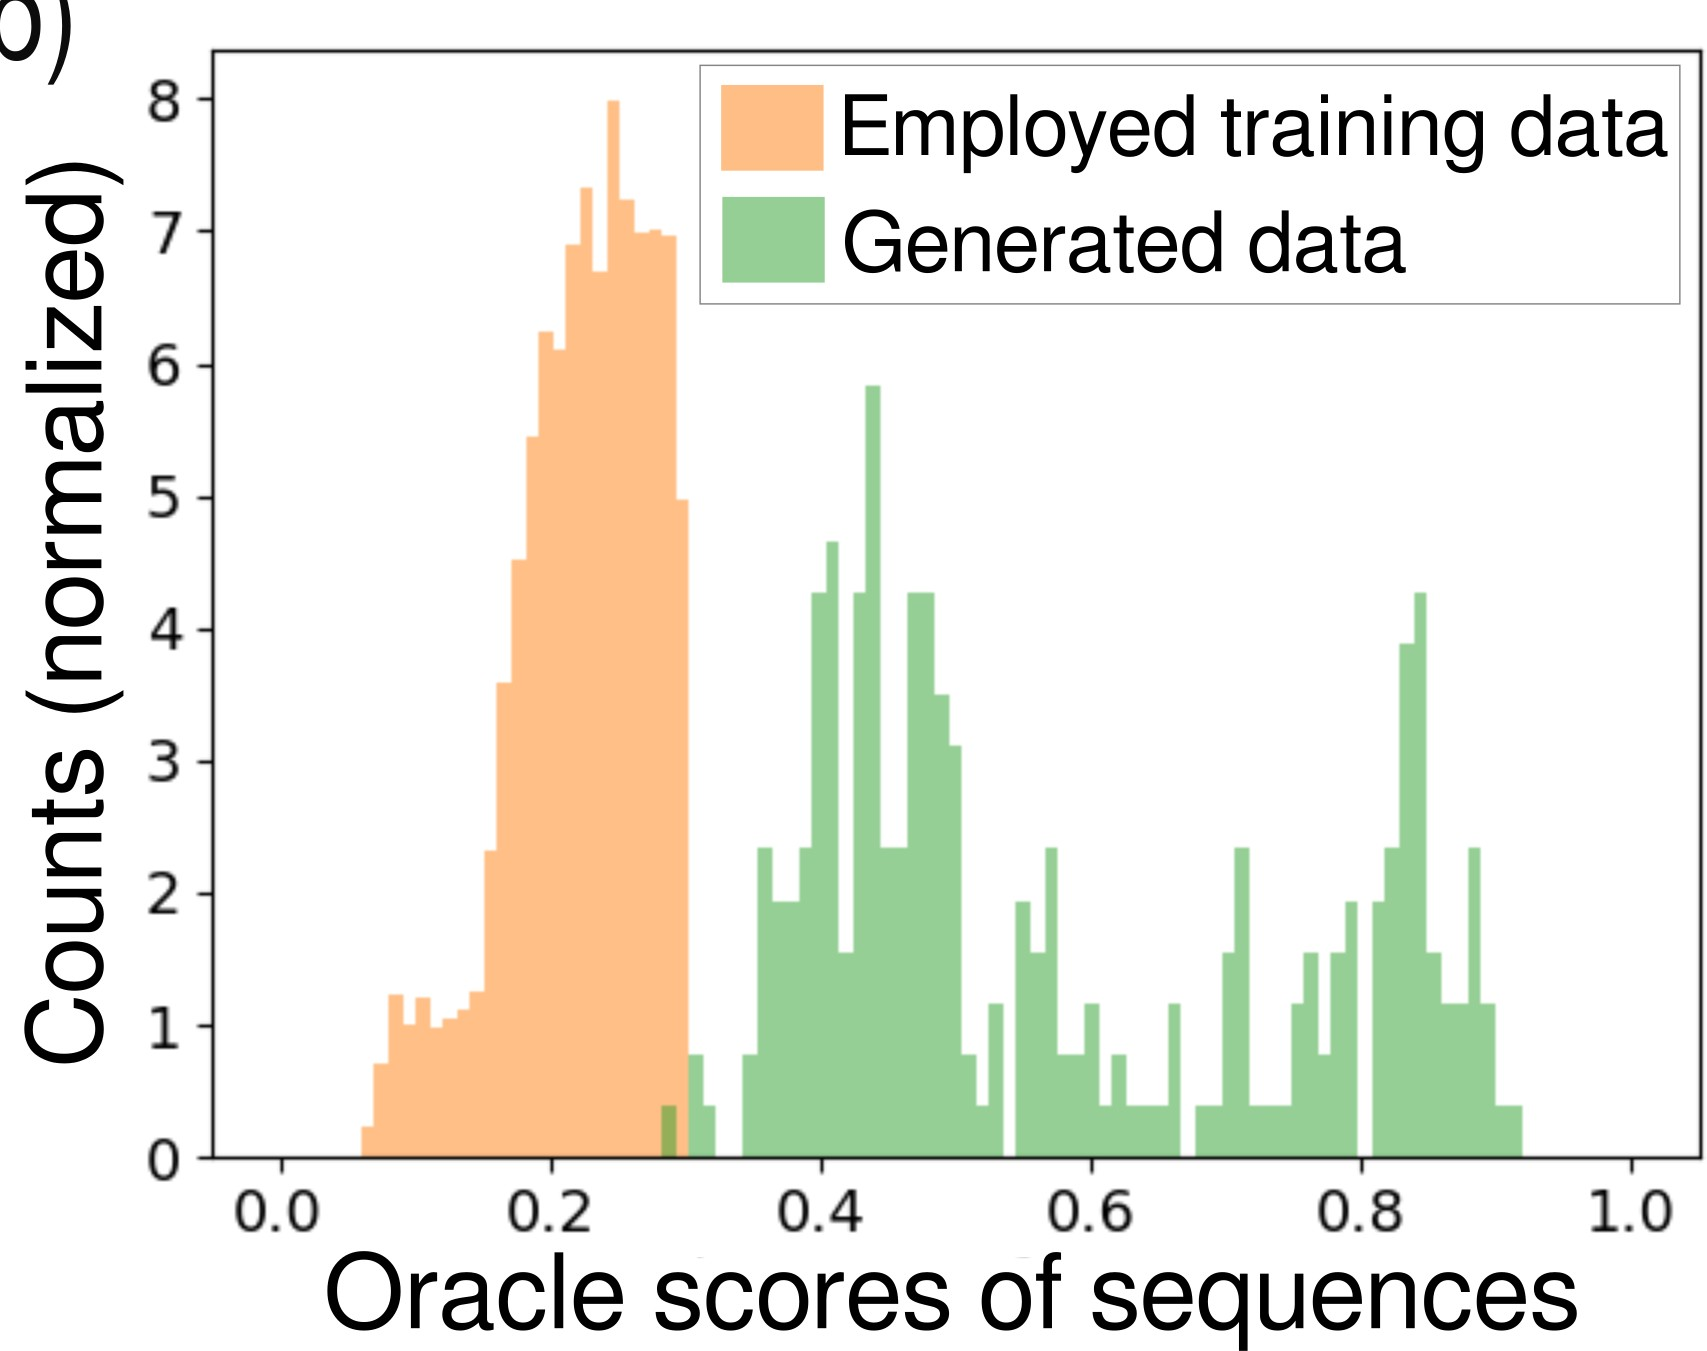 Employed training data
Generated data
Counts (normalized)
8
7
6
5
4
3
2
1
0
0.0 0.2 0.4 0.6 0.8 1.0
Oracle scores of sequences